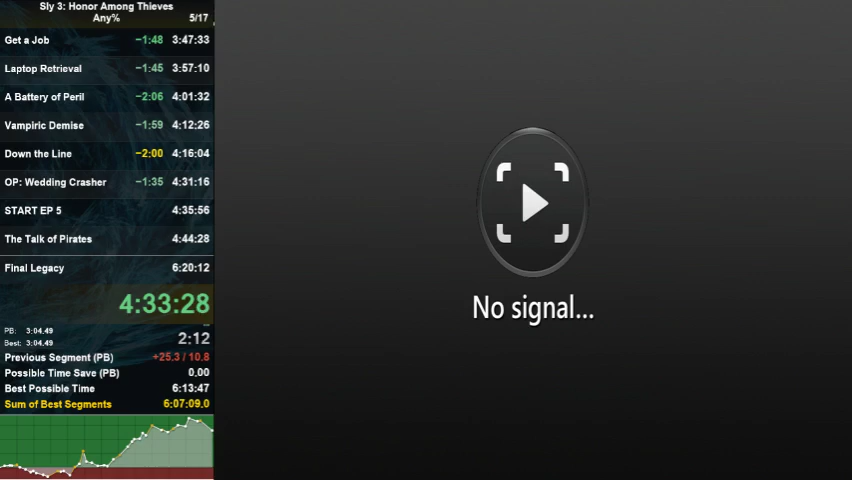 Sly 3: Honor Among Thieves
Any% 5/17
Get a Job −1:48 3:47:33
Laptop Retrieval −1:45 3:57:10
A Battery of Peril −2:06 4:01:32
Vampiric Demise −1:59 4:12:26
Down the Line −2:00 4:16:04
OP: Wedding Crasher −1:35 4:31:16
START EP 5 4:35:56
The Talk of Pirates 4:44:28
Final Legacy 6:20:12
4:33:28
PB: 3:04.49
Best: 3:04.49
2:12
Previous Segment (PB) +25.3 / 10.8
Possible Time Save (PB) 0.00
Best Possible Time 6:13:47
Sum of Best Segments 6:07:09.0
No signal...